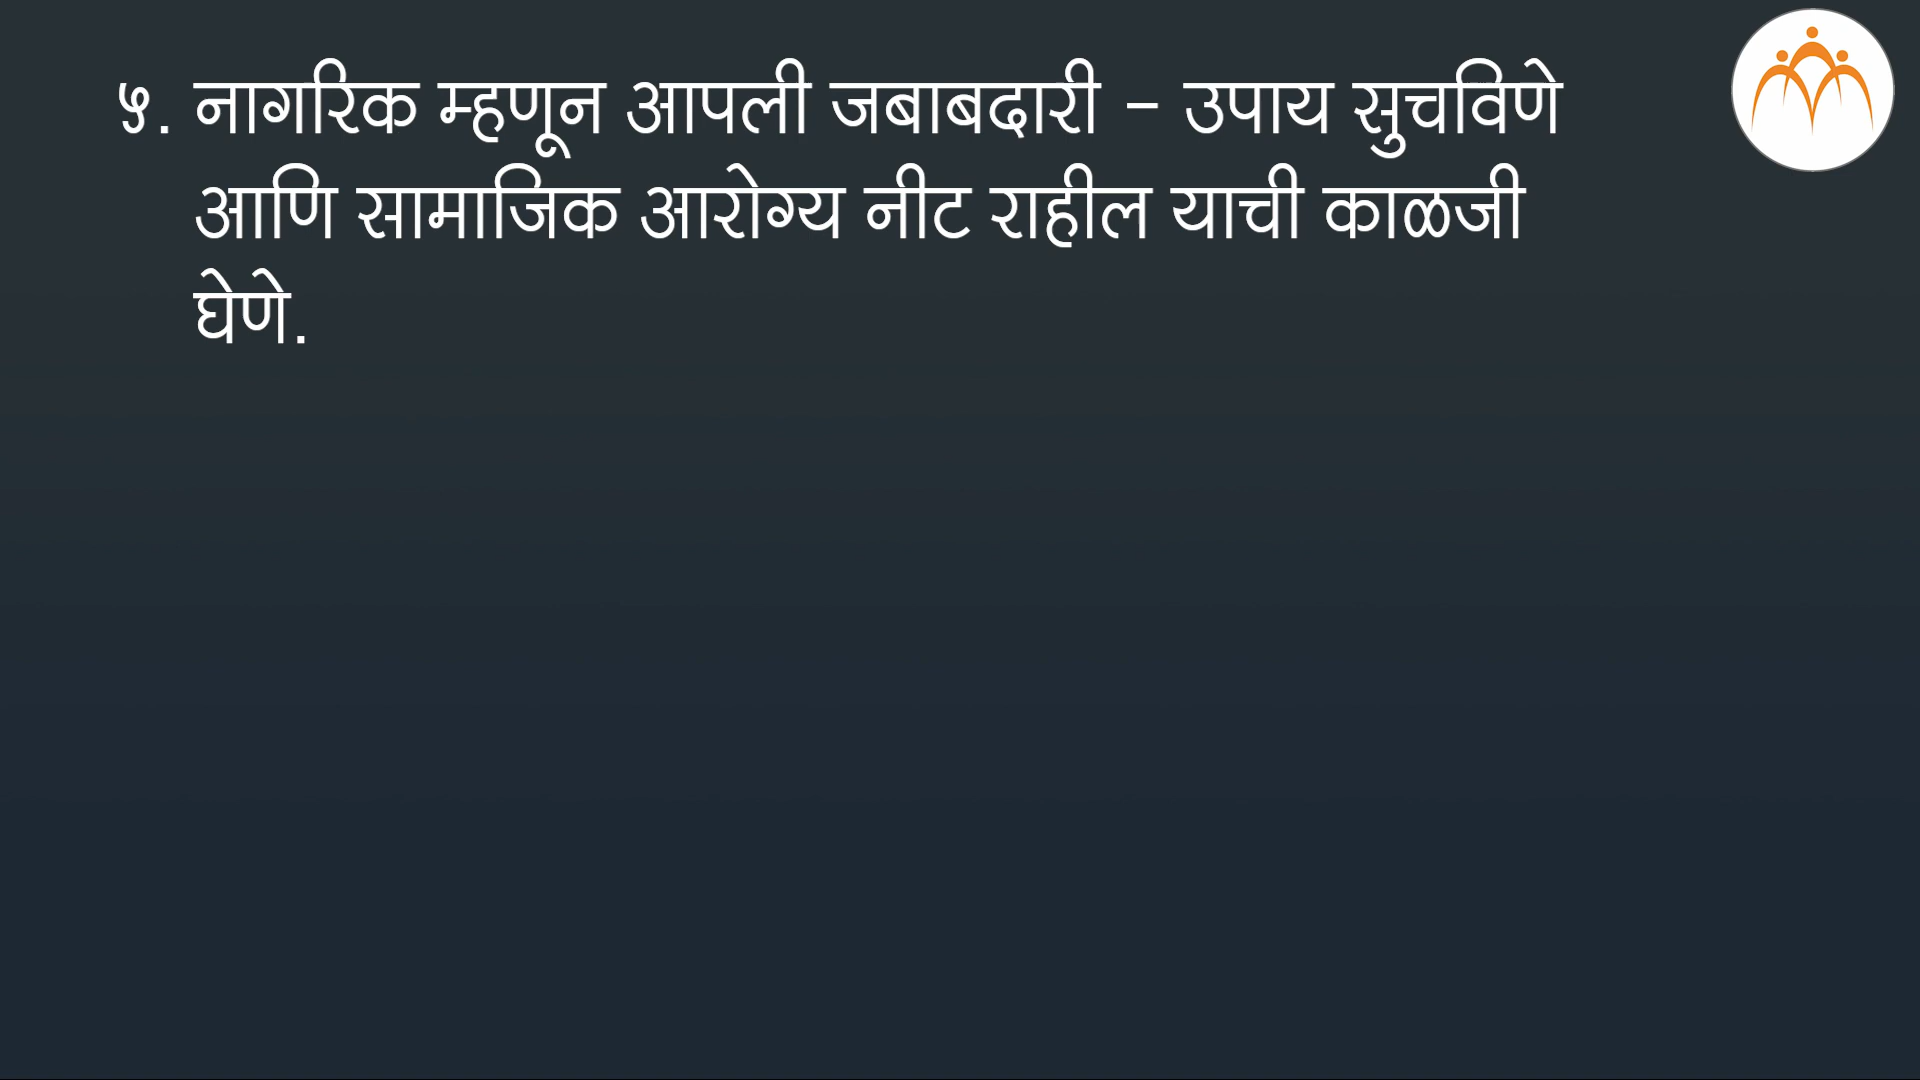 ५. नागरिक म्हणून आपली जबाबदारी – उपाय सुचविणे
आणि सामाजिक आरोग्य नीट राहील याची काळजी
घेणे.